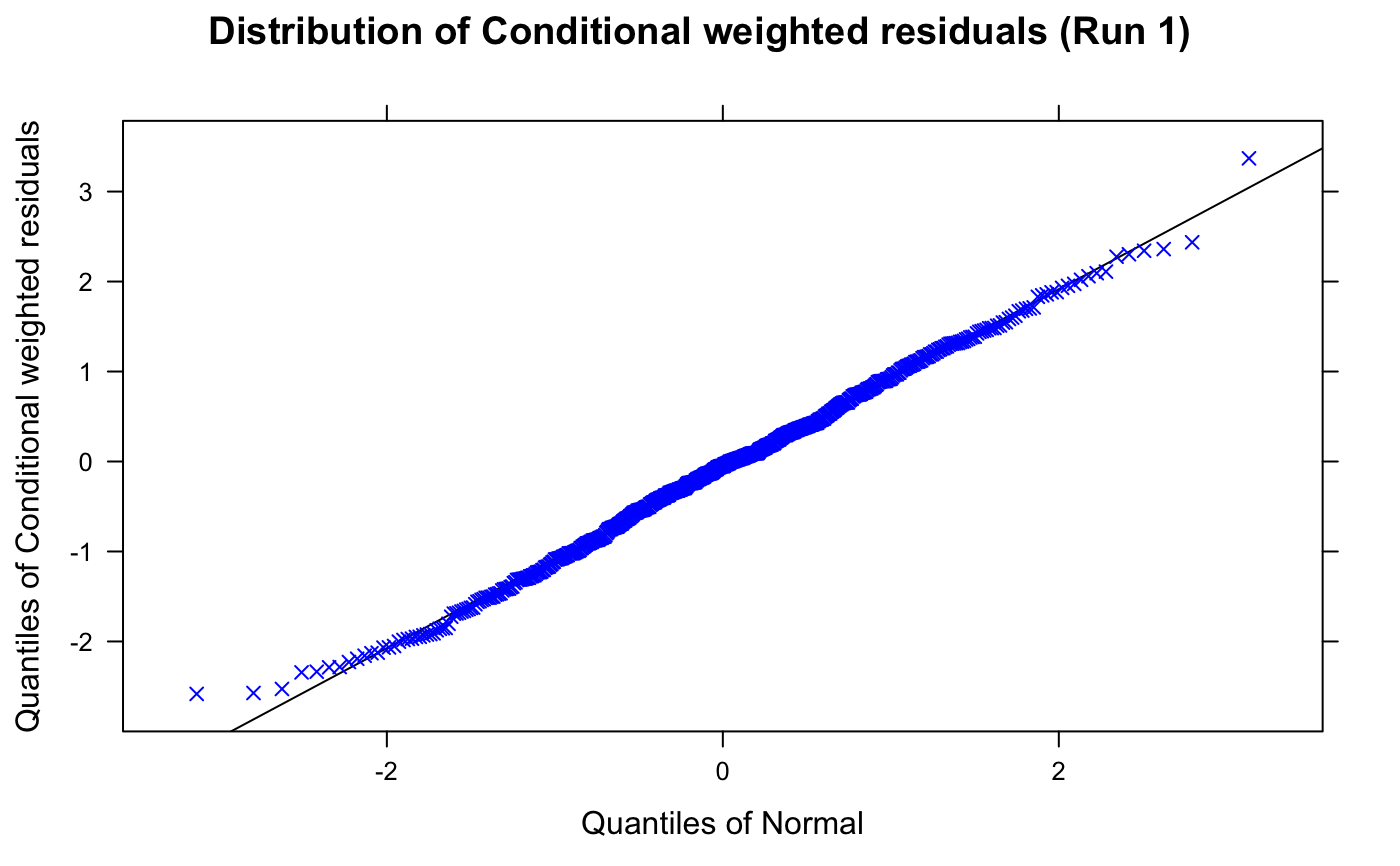 Distribution of Conditional weighted residuals (Run 1)
Quantiles of Conditional weighted residuals
3
2
1
0
-1
-2
-2 0 2
Quantiles of Normal